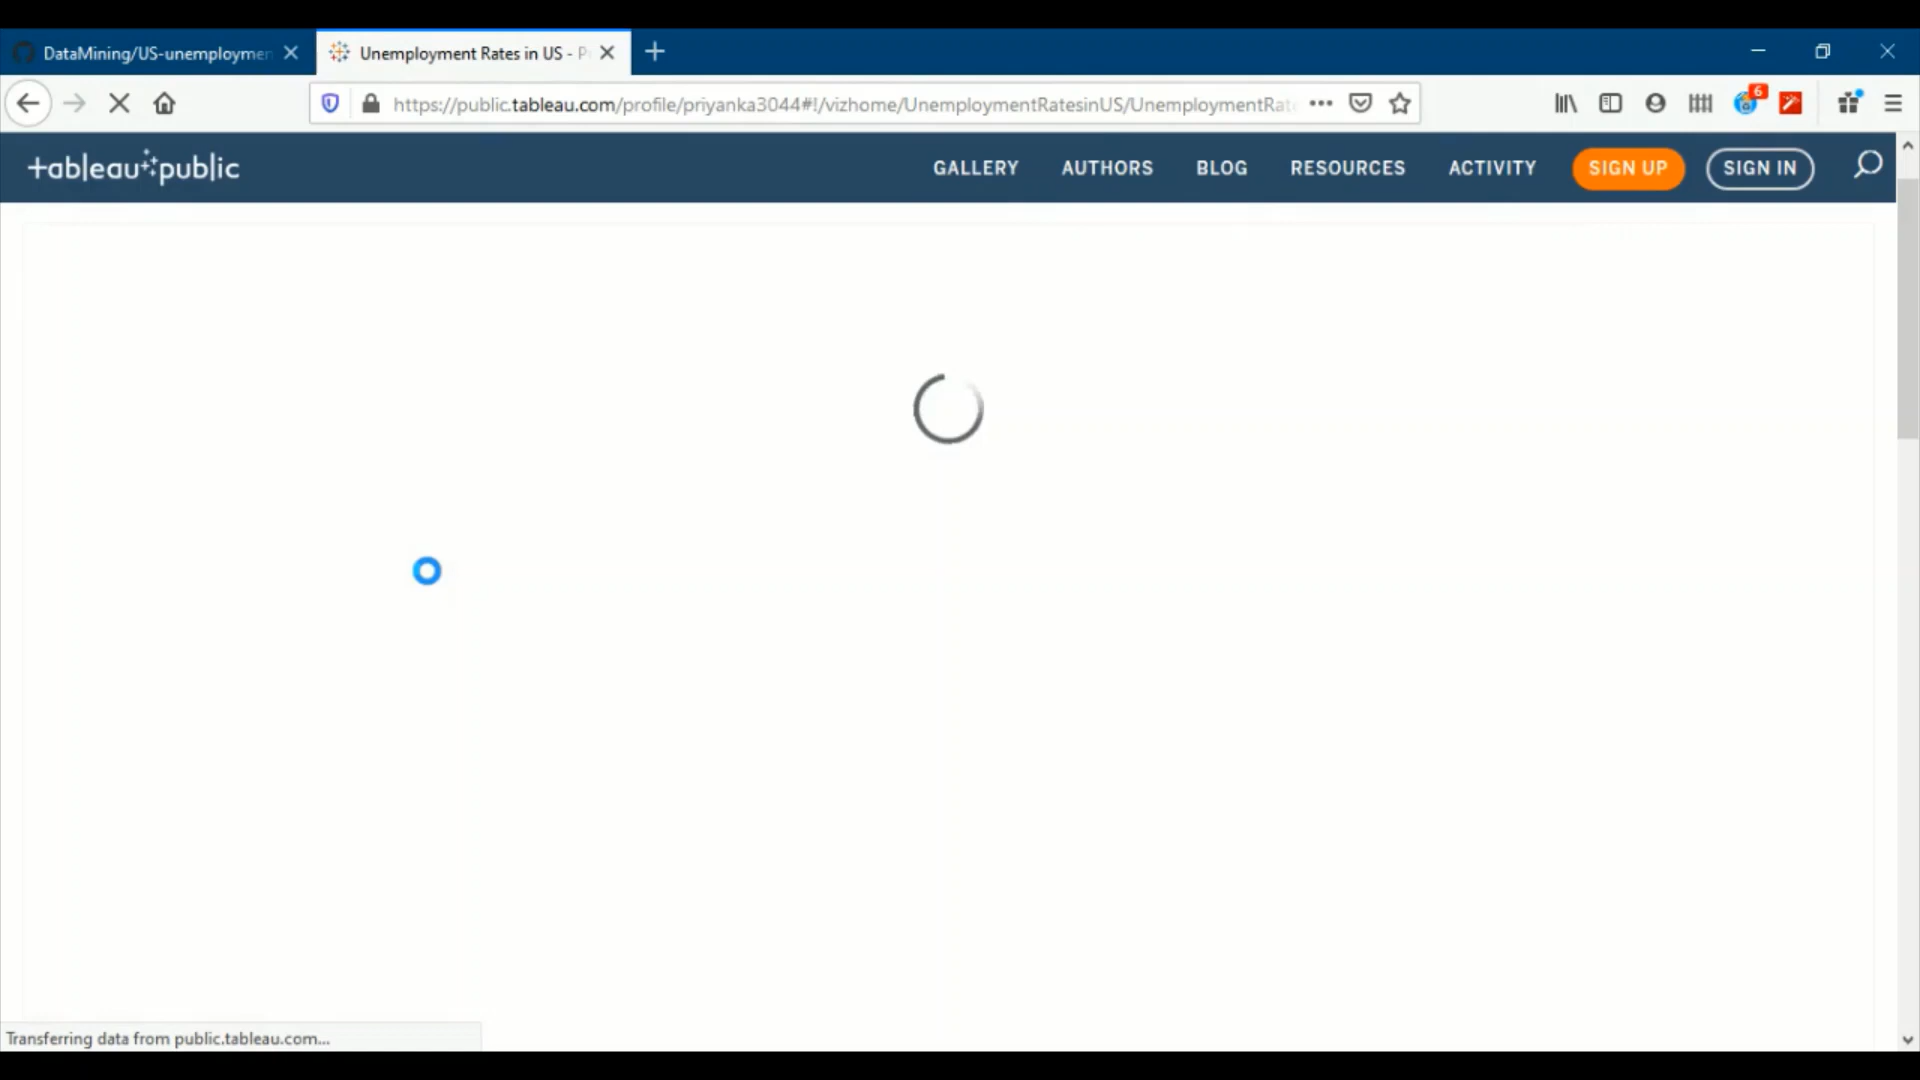 DataMining/US-unemploymen
Unemployment Rates in US - P
https://public.tableau.com/profile/priyanka3044#!/vizhome/UnemploymentRatesinUS/UnemploymentRat
6
+ableau public
GALLERY
AUTHORS
BLOG
RESOURCES
ACTIVITY
SIGN UP
SIGN IN
Transferring data from public.tableau.com...